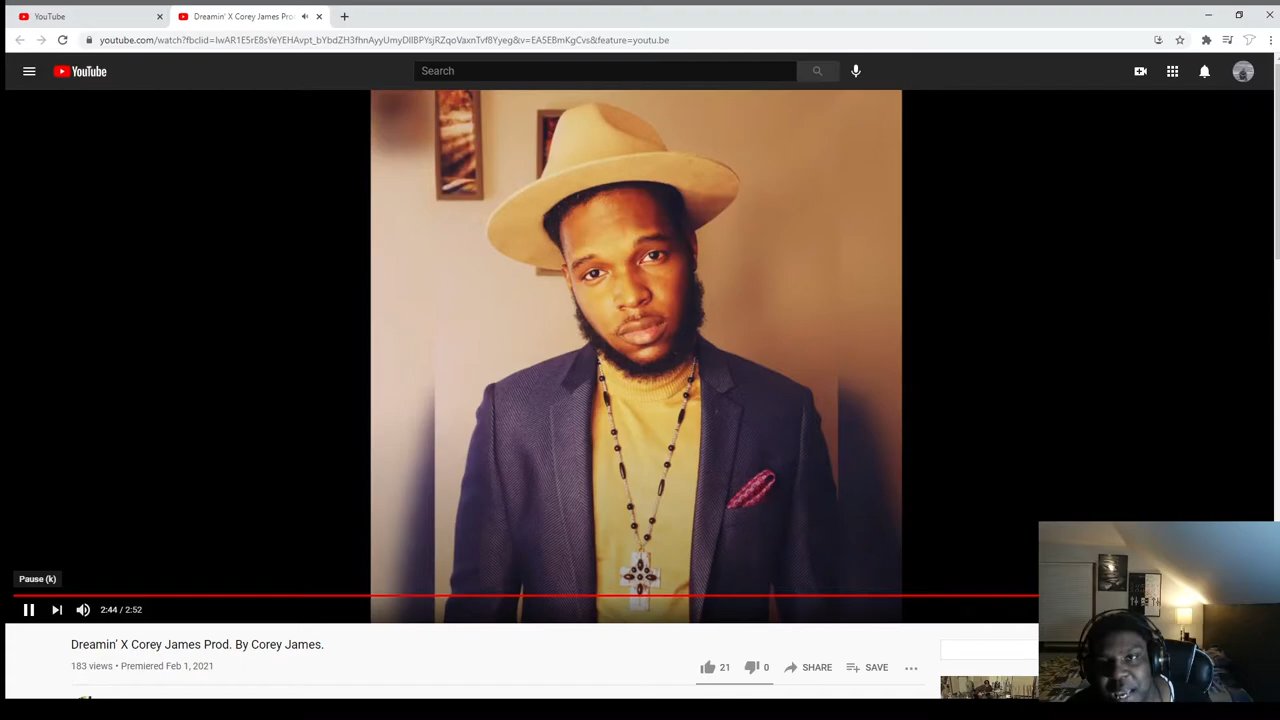 YouTube
Dreamin' X Corey James Pro
youtube.com/watch?fbclid=IwAR1E5rE8sYeYEHAvpt_bYbdZH3fhnAyyUmyDIlBPYsjRZqoVaxnTvf8Yyeg&v=EA5EBmKgCvs&feature=youtu.be
YouTube
Search
Pause (k)
2:44 / 2:52
Dreamin' X Corey James Prod. By Corey James.
183 views • Premiered Feb 1, 2021
21
0
SHARE
SAVE